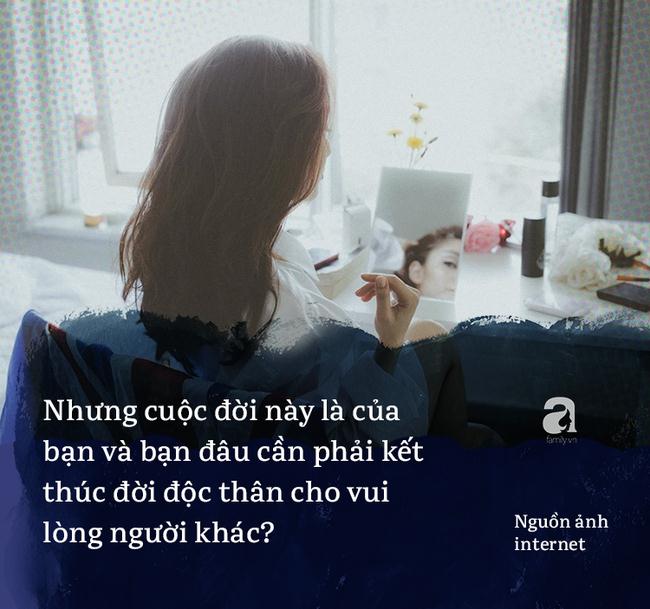 a
family.vn
Nhưng cuộc đời này là của
bạn và bạn đâu cần phải kết
thúc đời độc thân cho vui
lòng người khác?
Nguồn ảnh
internet